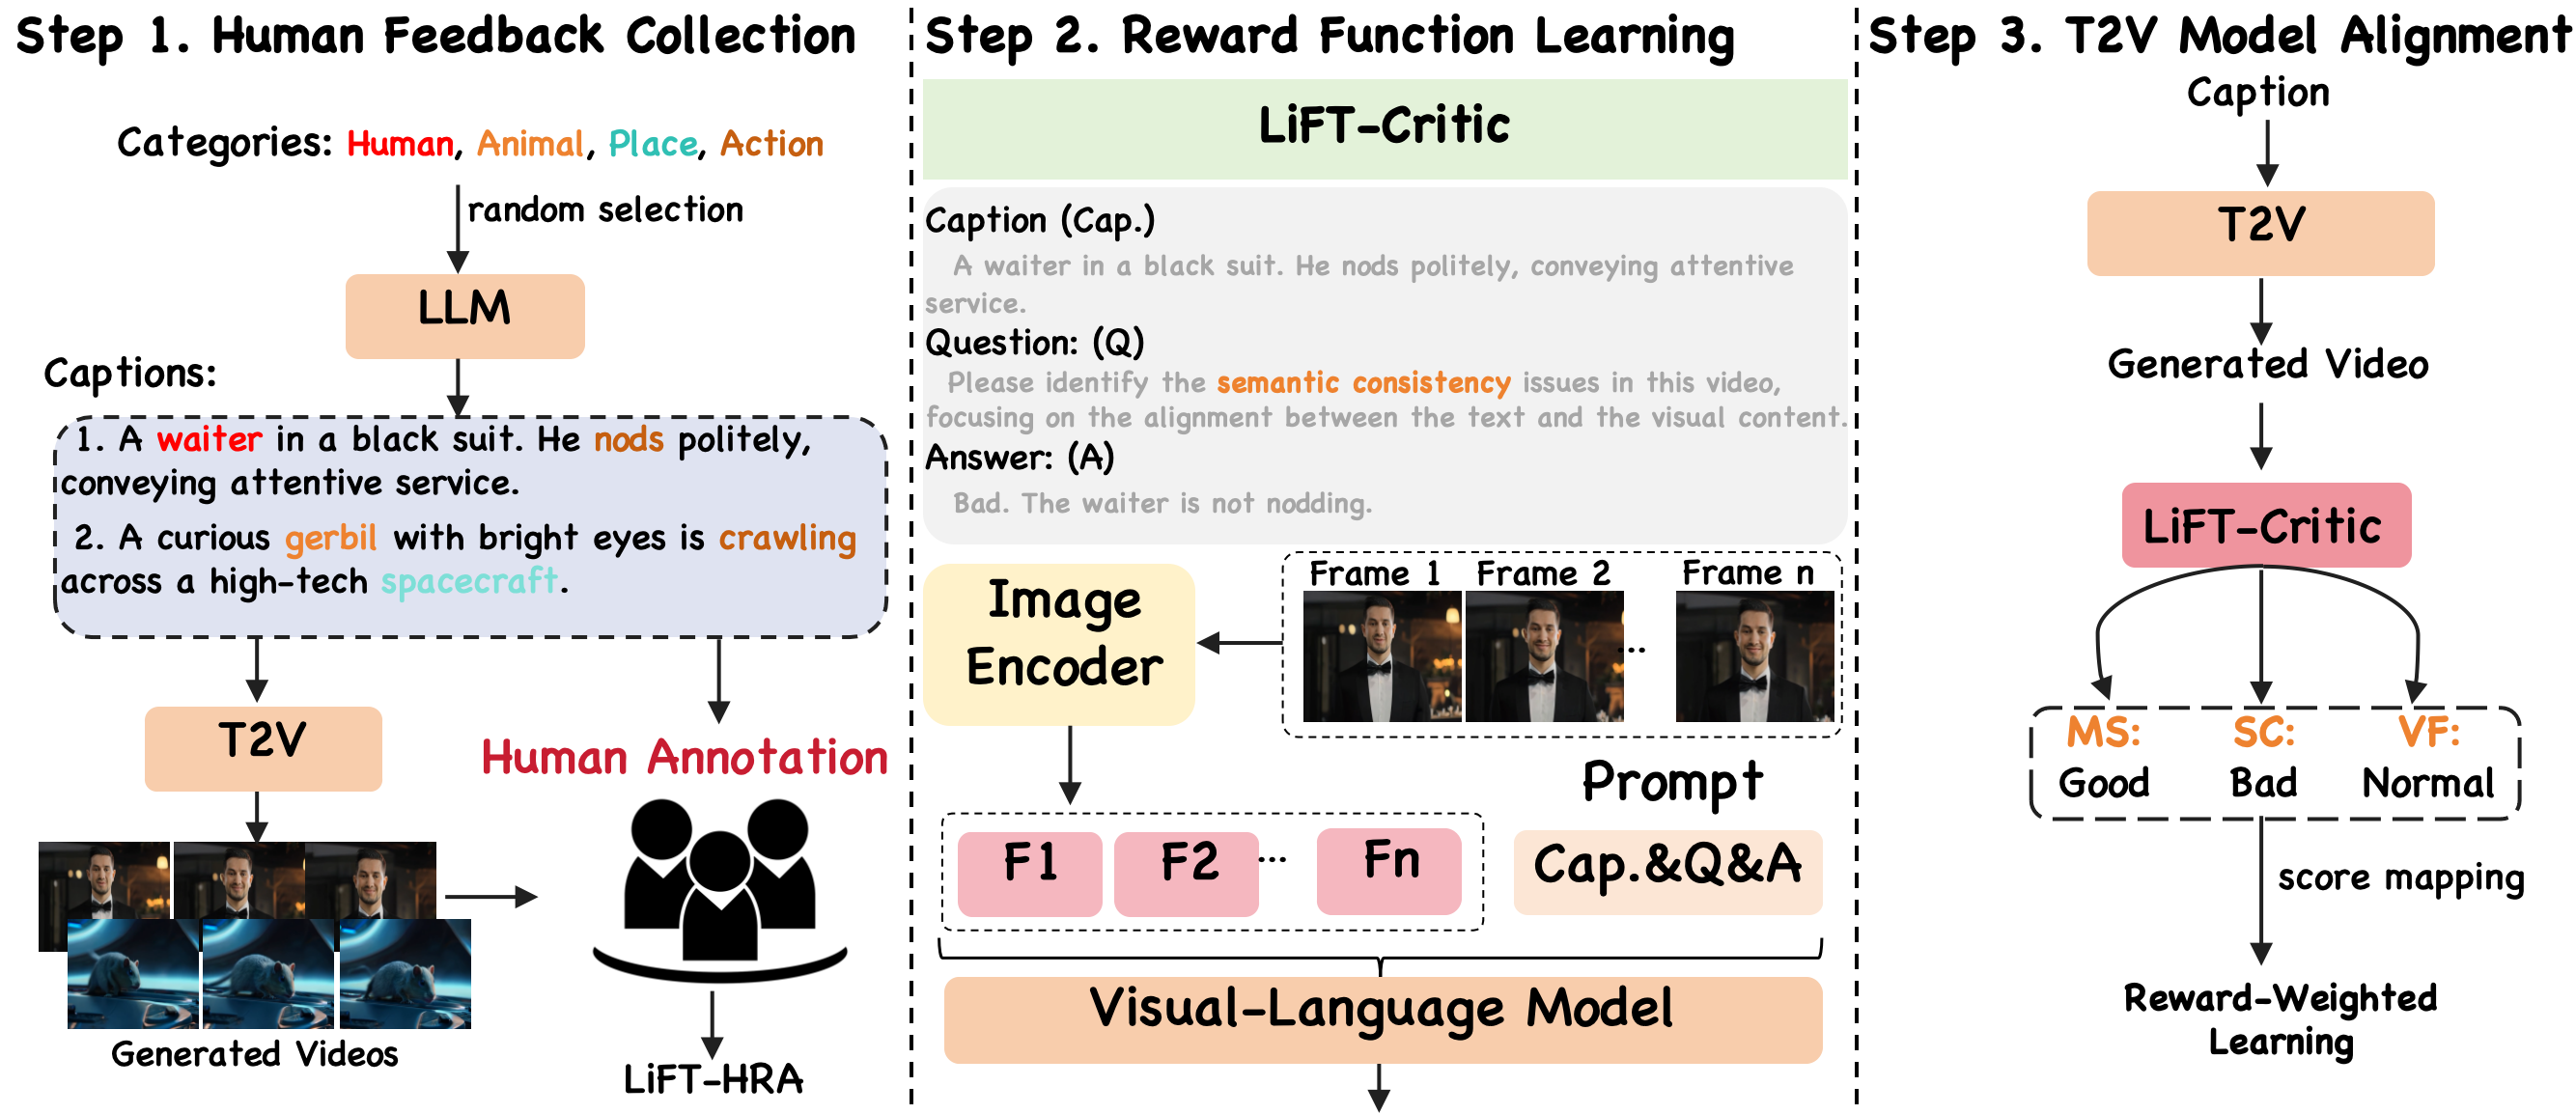 Step 1. Human Feedback Collection
Categories: Human, Animal, Place, Action
random selection
LLM
Captions:
1. A waiter in a black suit. He nods politely,
conveying attentive service.
2. A curious gerbil with bright eyes is crawling
across a high-tech spacecraft.
T2V
Human Annotation
Generated Videos
LiFT-HRA
Step 2. Reward Function Learning
LiFT-Critic
Caption (Cap.)
A waiter in a black suit. He nods politely, conveying attentive
service.
Question: (Q)
Please identify the semantic consistency issues in this video,
focusing on the alignment between the text and the visual content.
Answer: (A)
Bad. The waiter is not nodding.
Image
Encoder
Frame 1 Frame 2 Frame n
...
Prompt
F1 F2 ... Fn
Cap.&Q&A
Visual-Language Model
Step 3. T2V Model Alignment
Caption
T2V
Generated Video
LiFT-Critic
MS: SC: VF:
Good Bad Normal
score mapping
Reward-Weighted
Learning